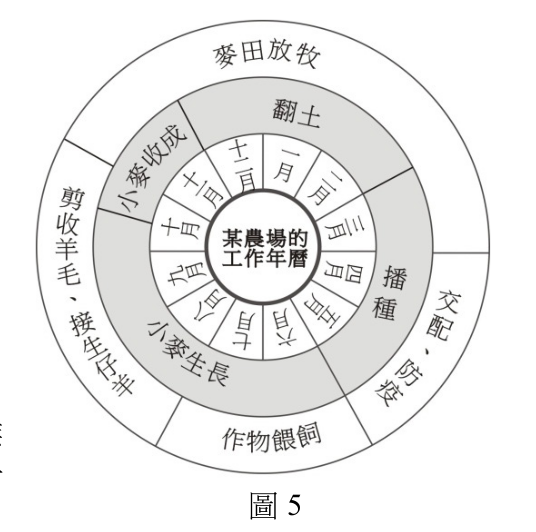 麥田放牧
翻土
小麥收成
播種
小麥生長
剪收羊毛、接生仔羊
交配、防疫
作物餵飼
一月
二月
三月
四月
五月
六月
七月
八月
九月
十月
十一月
十二月
某農場的
工作年曆
圖 5